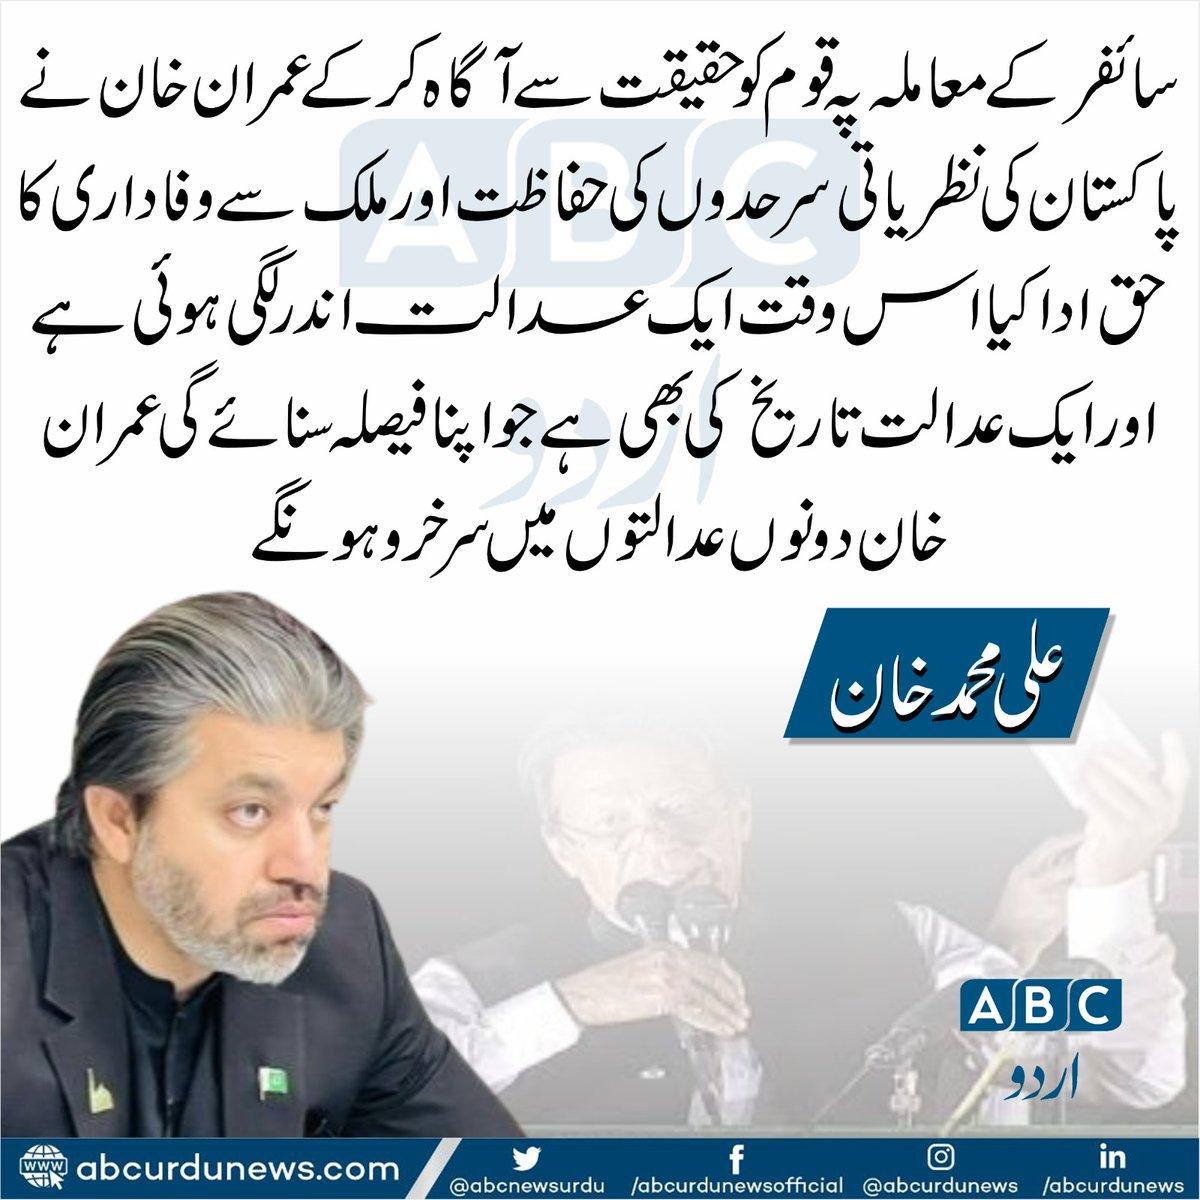 سائفر کے معاملہ پہ قوم کو حقیقت سے آگاہ کر کے عمران خان نے
پاکستان کی نظریاتی سرحدوں کی حفاظت اور ملک سے وفاداری کا
حق ادا کیا اس وقت ایک عدالت اندر لگی ہوئی ہے
اور ایک عدالت تاریخ کی بھی ہے جو اپنا فیصلہ سنائے گی عمران
خان دونوں عدالتوں میں سرخرو ہونگے
ABC
اردو
علی محمد خان
ABC
اردو
www abcurdunews.com
@abcnewsurdu /abcurdunewsofficial @abcurdunews /abcurdunews